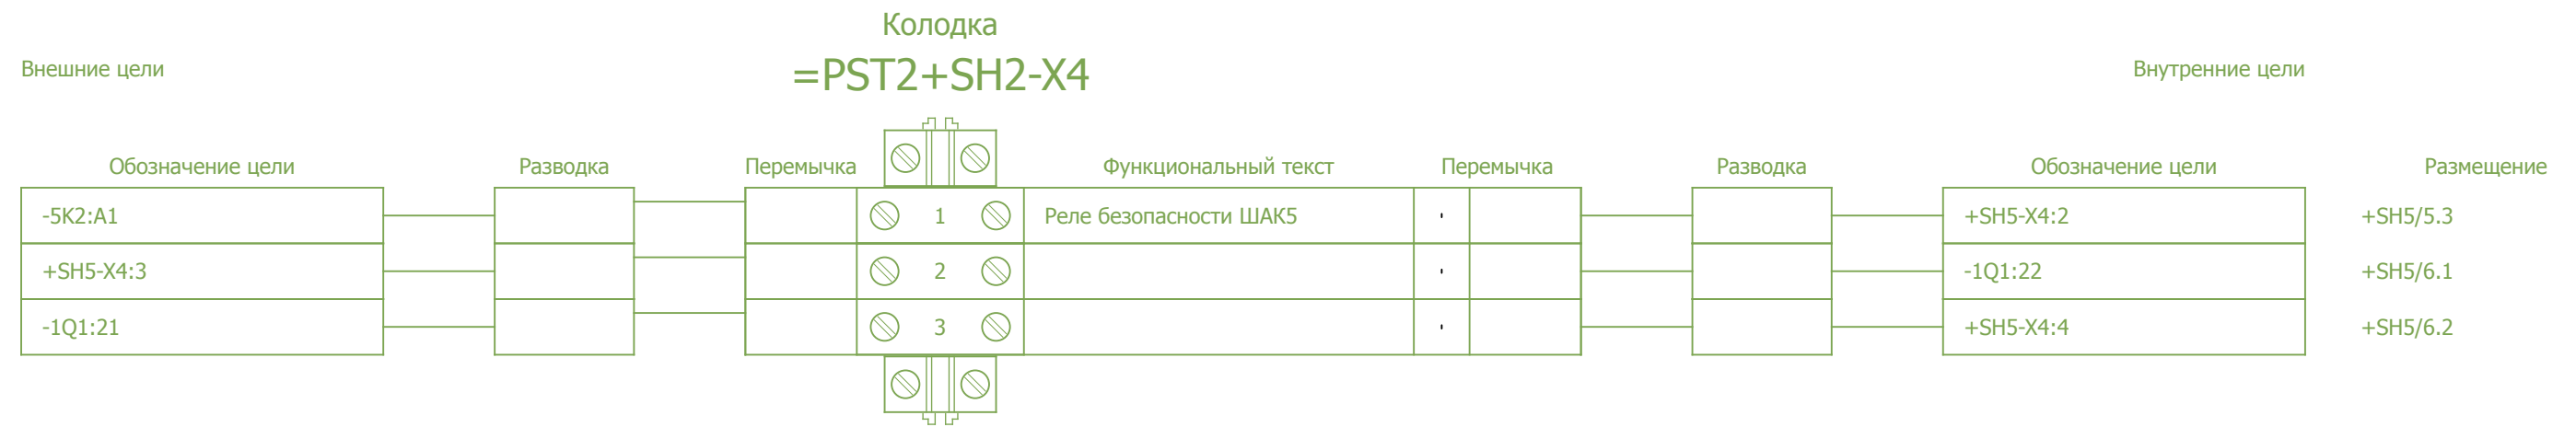 Колодка
Внешние цели
=PST2+SH2-X4
Внутренние цели
Обозначение цели Разводка Перемычка Функциональный текст Перемычка Разводка Обозначение цели Размещение
-5K2:A1 1 Реле безопасности ШАК5 +SH5-X4:2 +SH5/5.3
+SH5-X4:3 2 -1Q1:22 +SH5/6.1
-1Q1:21 3 +SH5-X4:4 +SH5/6.2